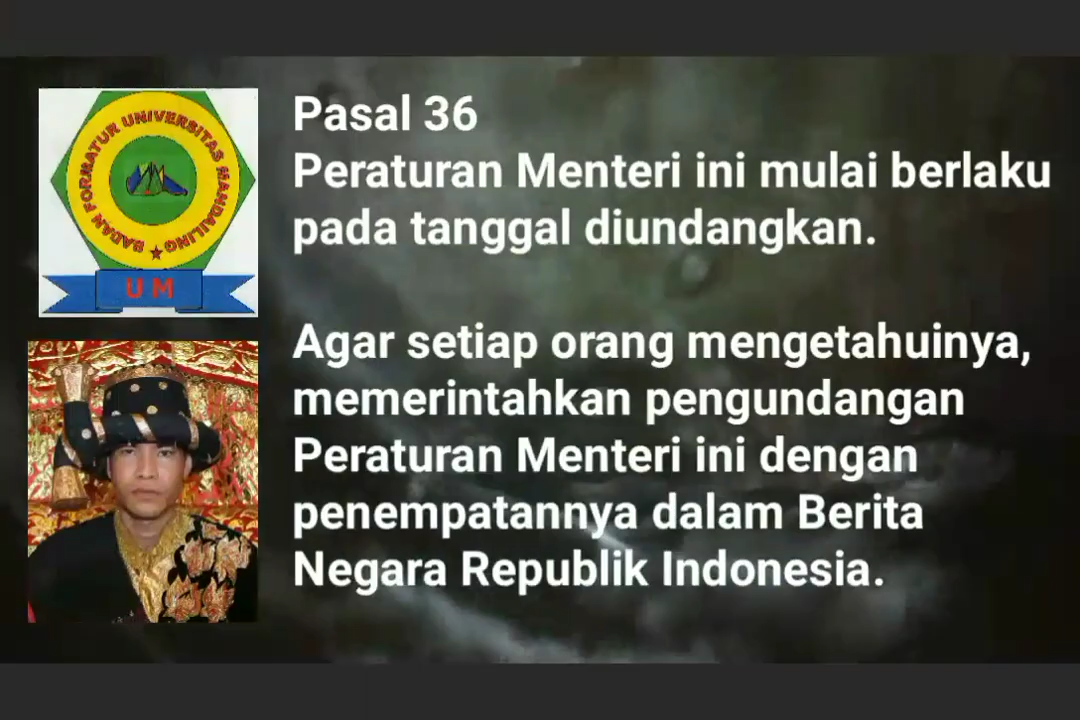 BADAN FORMATUR UNIVERSITAS MANDAILING
UM
Pasal 36
Peraturan Menteri ini mulai berlaku
pada tanggal diundangkan.
Agar setiap orang mengetahuinya,
memerintahkan pengundangan
Peraturan Menteri ini dengan
penempatannya dalam Berita
Negara Republik Indonesia.